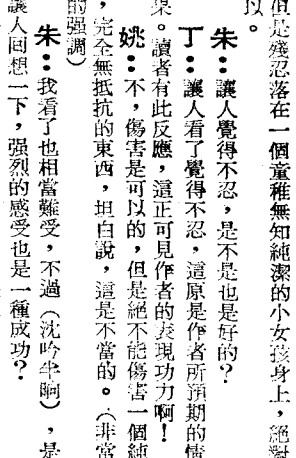 但是殘忍落在一個童稚無知純潔的小女孩身上，絕對
以。
朱：讓人覺得不忍，是不是也是好的？
丁：讓人看了覺得不忍，這原是作者所預期的情
果。讀者有此反應，這正可見作者的表現功力啊！
姚：不，傷害是可以的，但是絕不能傷害一個純
，完全無抵抗的東西，坦白說，這是不當的。（非常
的强調）
朱：我看了也相當難受，不過（沈吟半晌），是
讓人回想一下，强烈的感受也是一種成功？